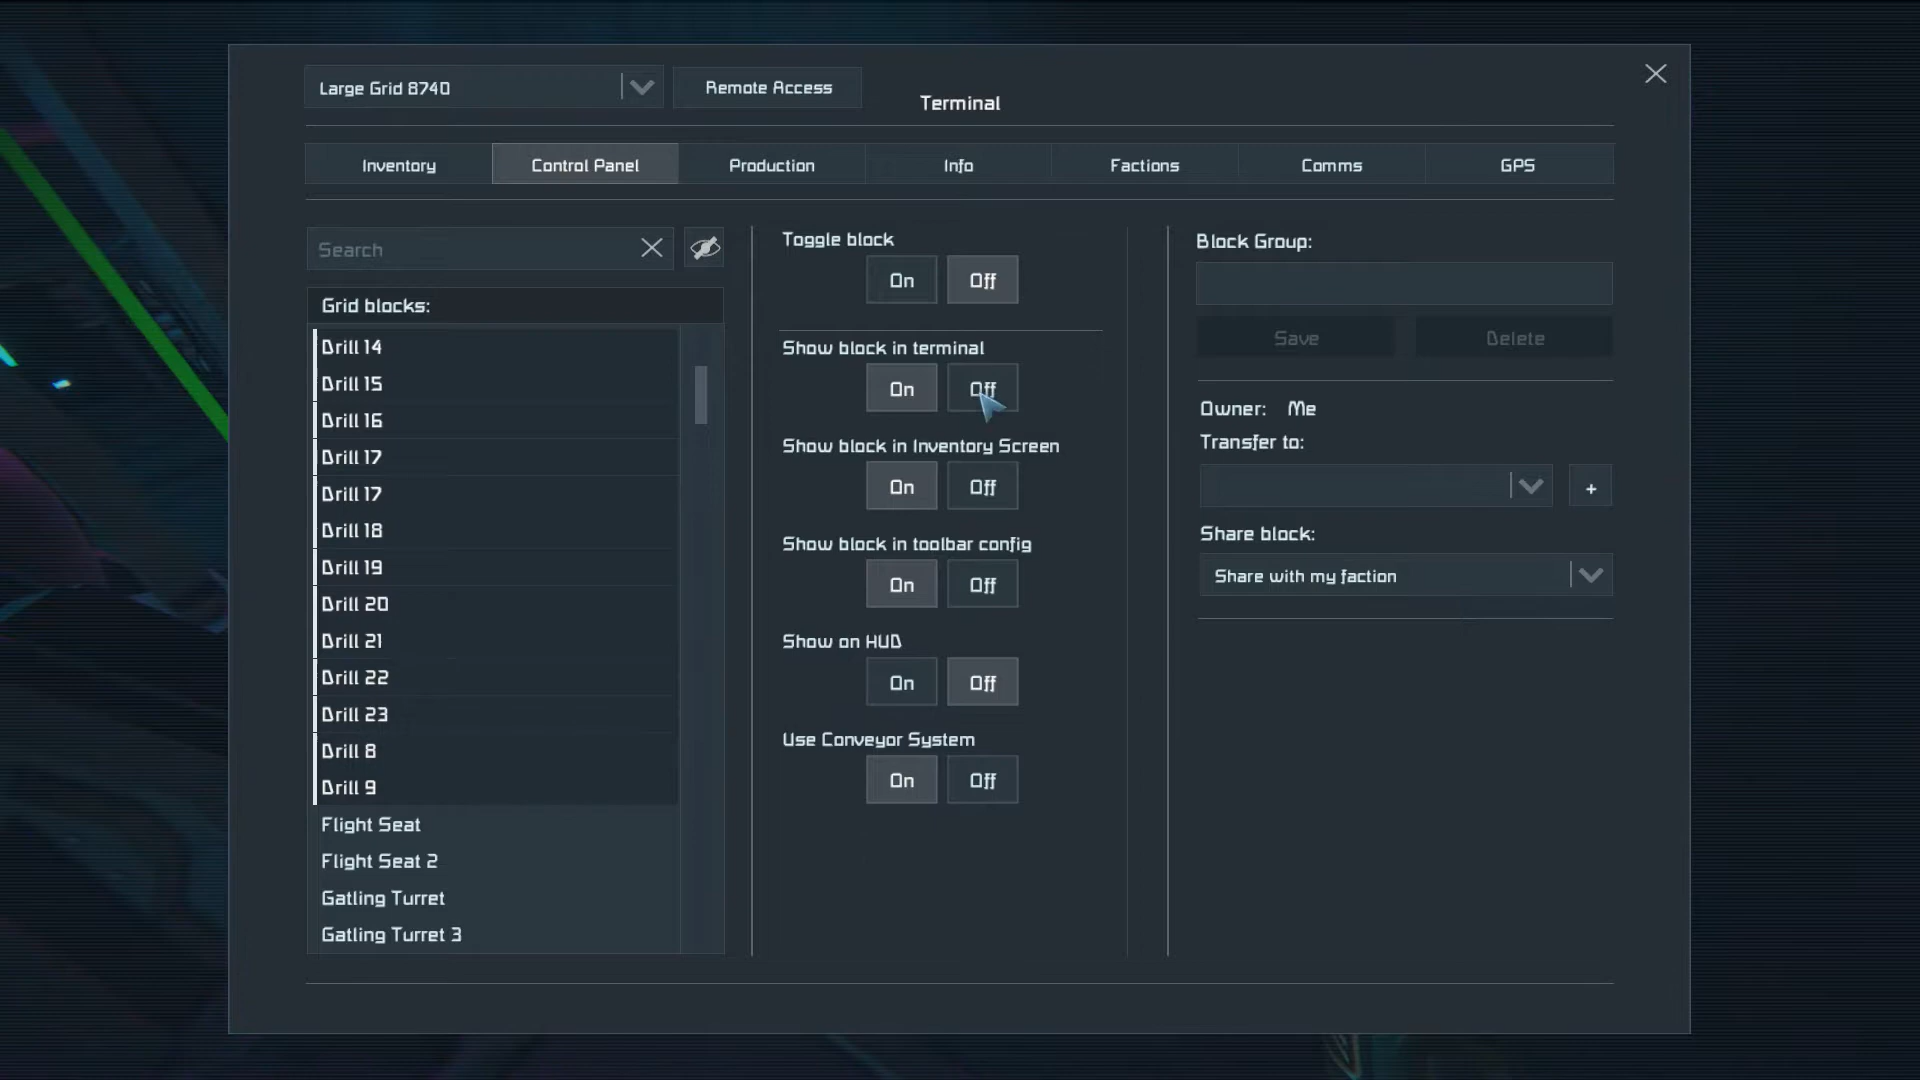 Large Grid 8740
Remote Access
Terminal
Inventory
Control Panel
Production
Info
Factions
Comms
GPS
Search
Grid blocks:
Drill 14
Drill 15
Drill 16
Drill 17
Drill 17
Drill 18
Drill 19
Drill 20
Drill 21
Drill 22
Drill 23
Drill 8
Drill 9
Flight Seat
Flight Seat 2
Gatling Turret
Gatling Turret 3
Toggle block
On
Off
Show block in terminal
On
Off
Show block in Inventory Screen
On
Off
Show block in toolbar config
On
Off
Show on HUD
On
Off
Use Conveyor System
On
Off
Block Group:
Save
Delete
Owner: Me
Transfer to:
+
Share block:
Share with my faction